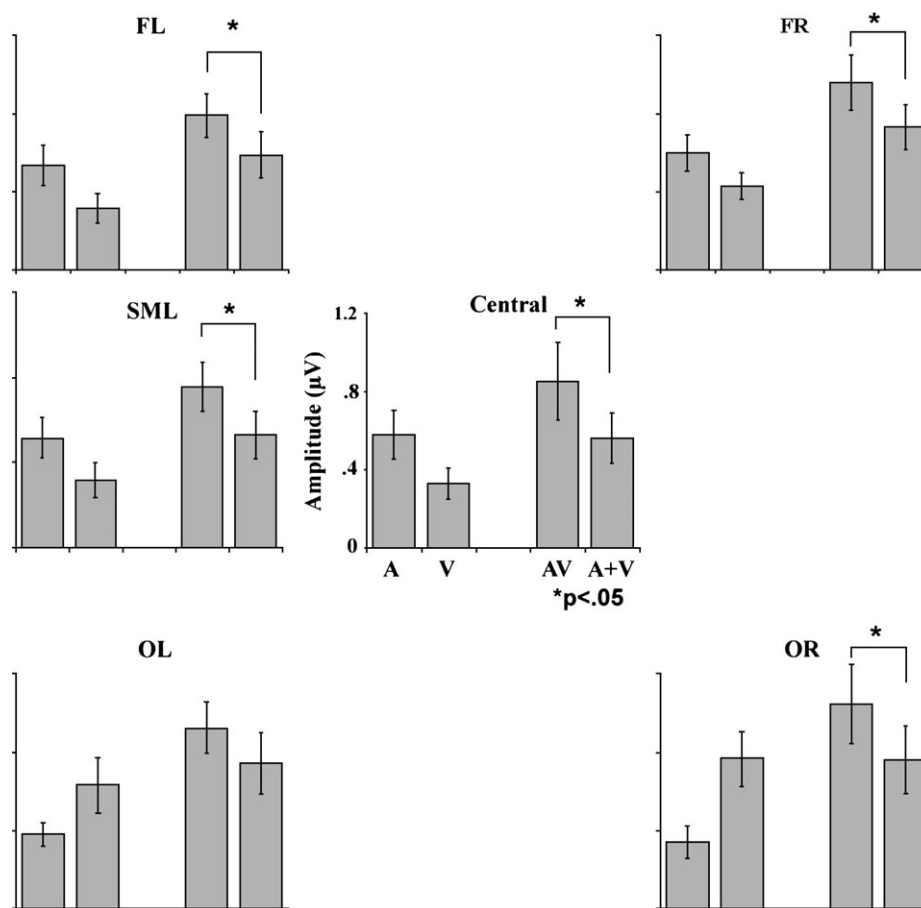 FL
*
FR
*
SML
*
Central
*
Amplitude (µV)
1.2
.8
.4
0
A V AV A+V
*p<.05
OL
OR
*